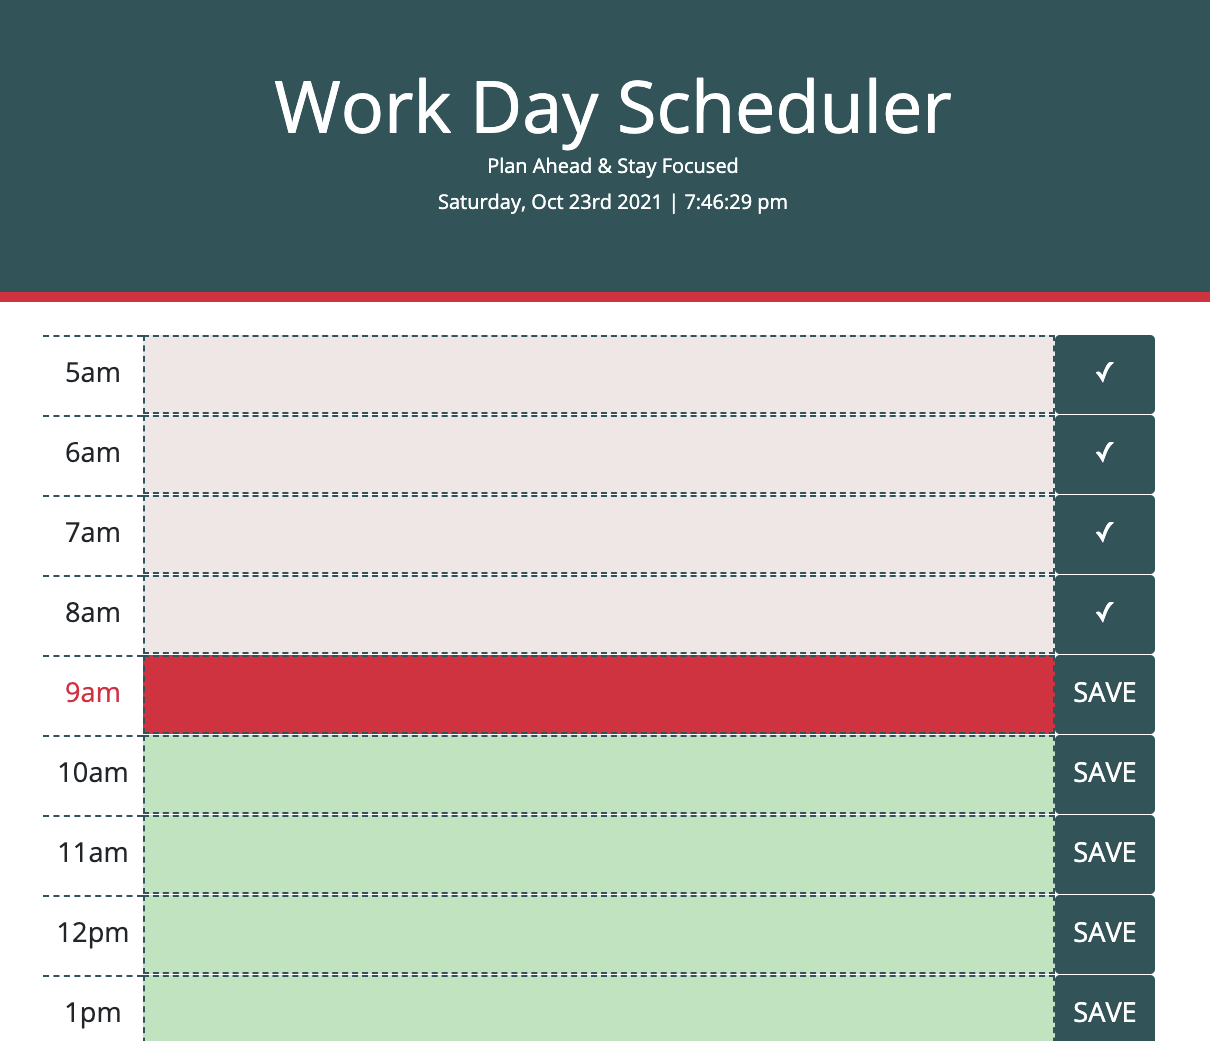 Work Day Scheduler
Plan Ahead & Stay Focused
Saturday, Oct 23rd 2021 | 7:46:29 pm
5am ✓
6am ✓
7am ✓
8am ✓
9am SAVE
10am SAVE
11am SAVE
12pm SAVE
1pm SAVE